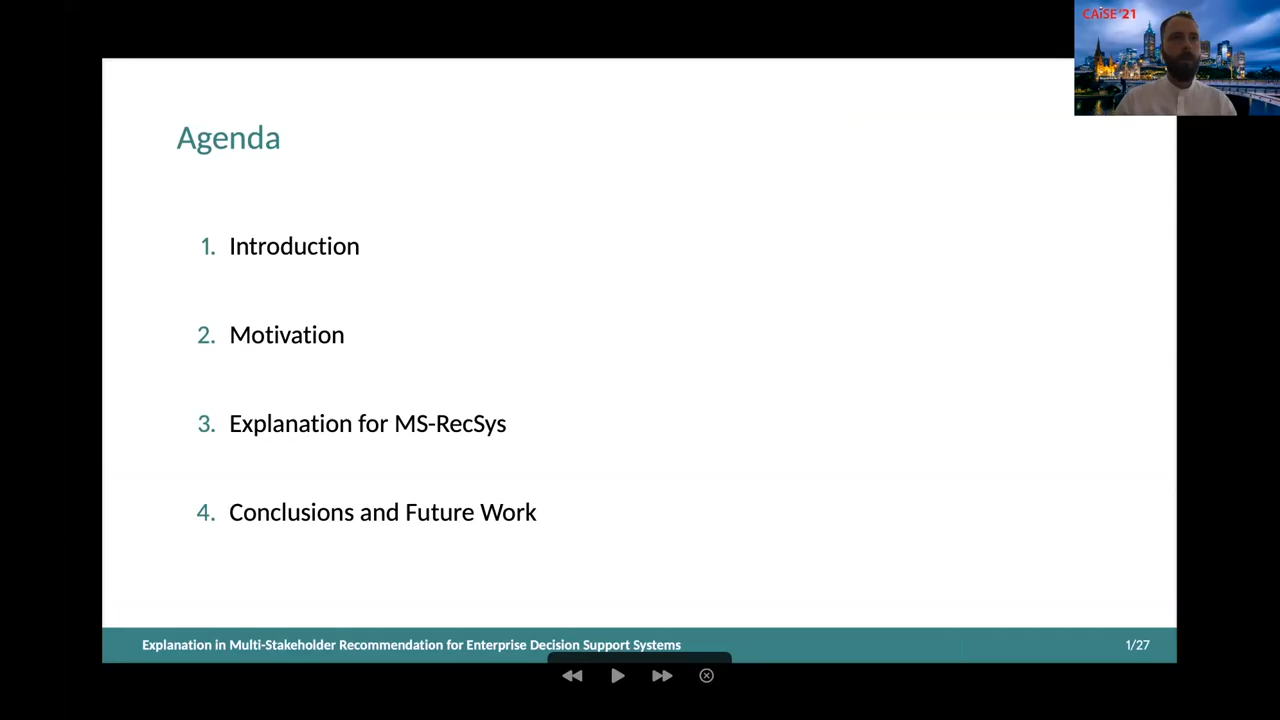 CAiSE '21
Agenda
1. Introduction
2. Motivation
3. Explanation for MS-RecSys
4. Conclusions and Future Work
Explanation in Multi-Stakeholder Recommendation for Enterprise Decision Support Systems
1/27